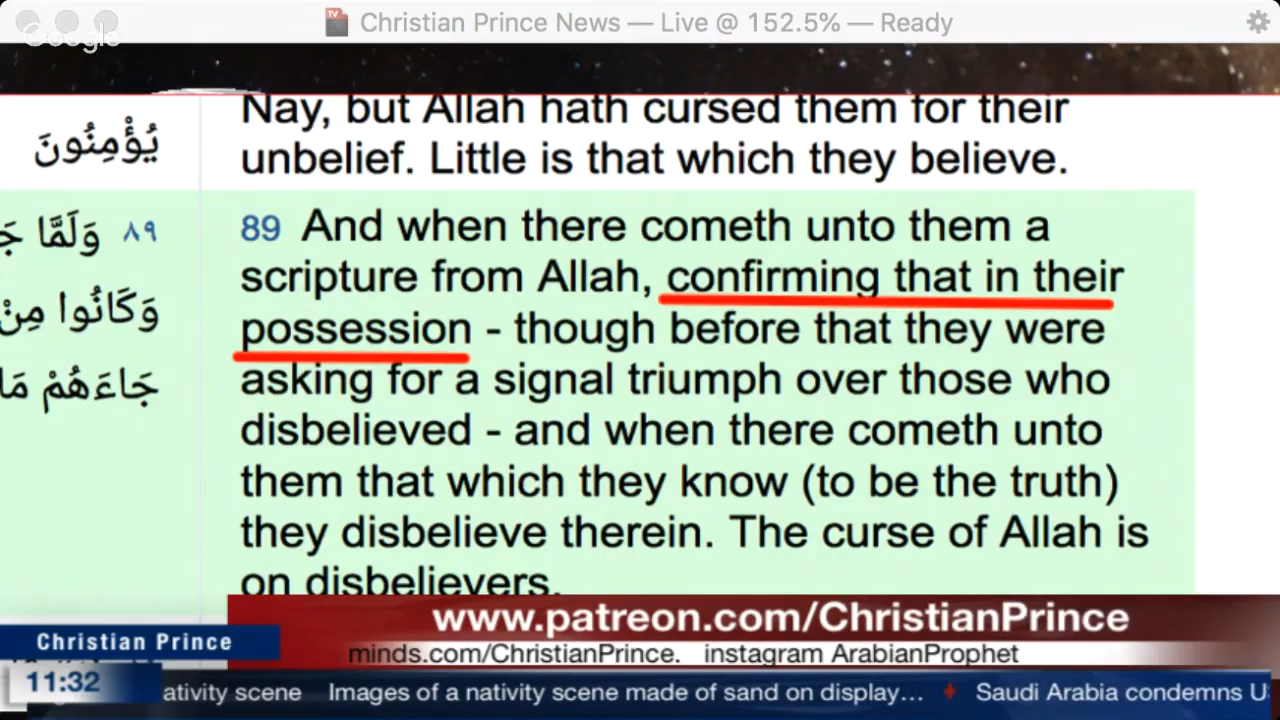 Christian Prince News — Live @ 152.5% — Ready
Google
Nay, but Allah hath cursed them for their
unbelief. Little is that which they believe.
يُؤْمِنُونَ
89 And when there cometh unto them a
scripture from Allah, confirming that in their
possession - though before that they were
asking for a signal triumph over those who
disbelieved - and when there cometh unto
them that which they know (to be the truth)
they disbelieve therein. The curse of Allah is
on disbelievers.
٨٩ وَلَمَّا
وَكَانُوا مِنْ
جَاءَهُمْ
www.patreon.com/ChristianPrince
Christian Prince
minds.com/ChristianPrince. instagram ArabianProphet
11:32
ativity scene Images of a nativity scene made of sand on display... Saudi Arabia condemns U